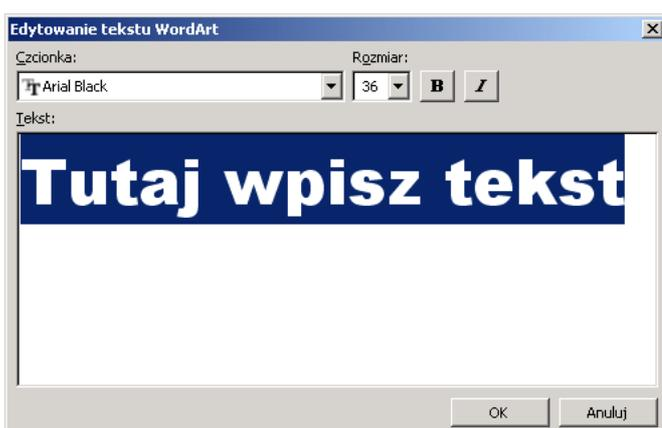 Edytowanie tekstu WordArt
Czcionka: Rozmiar:
Arial Black 36 B I
Tekst:
Tutaj wpisz tekst
OK Anuluj